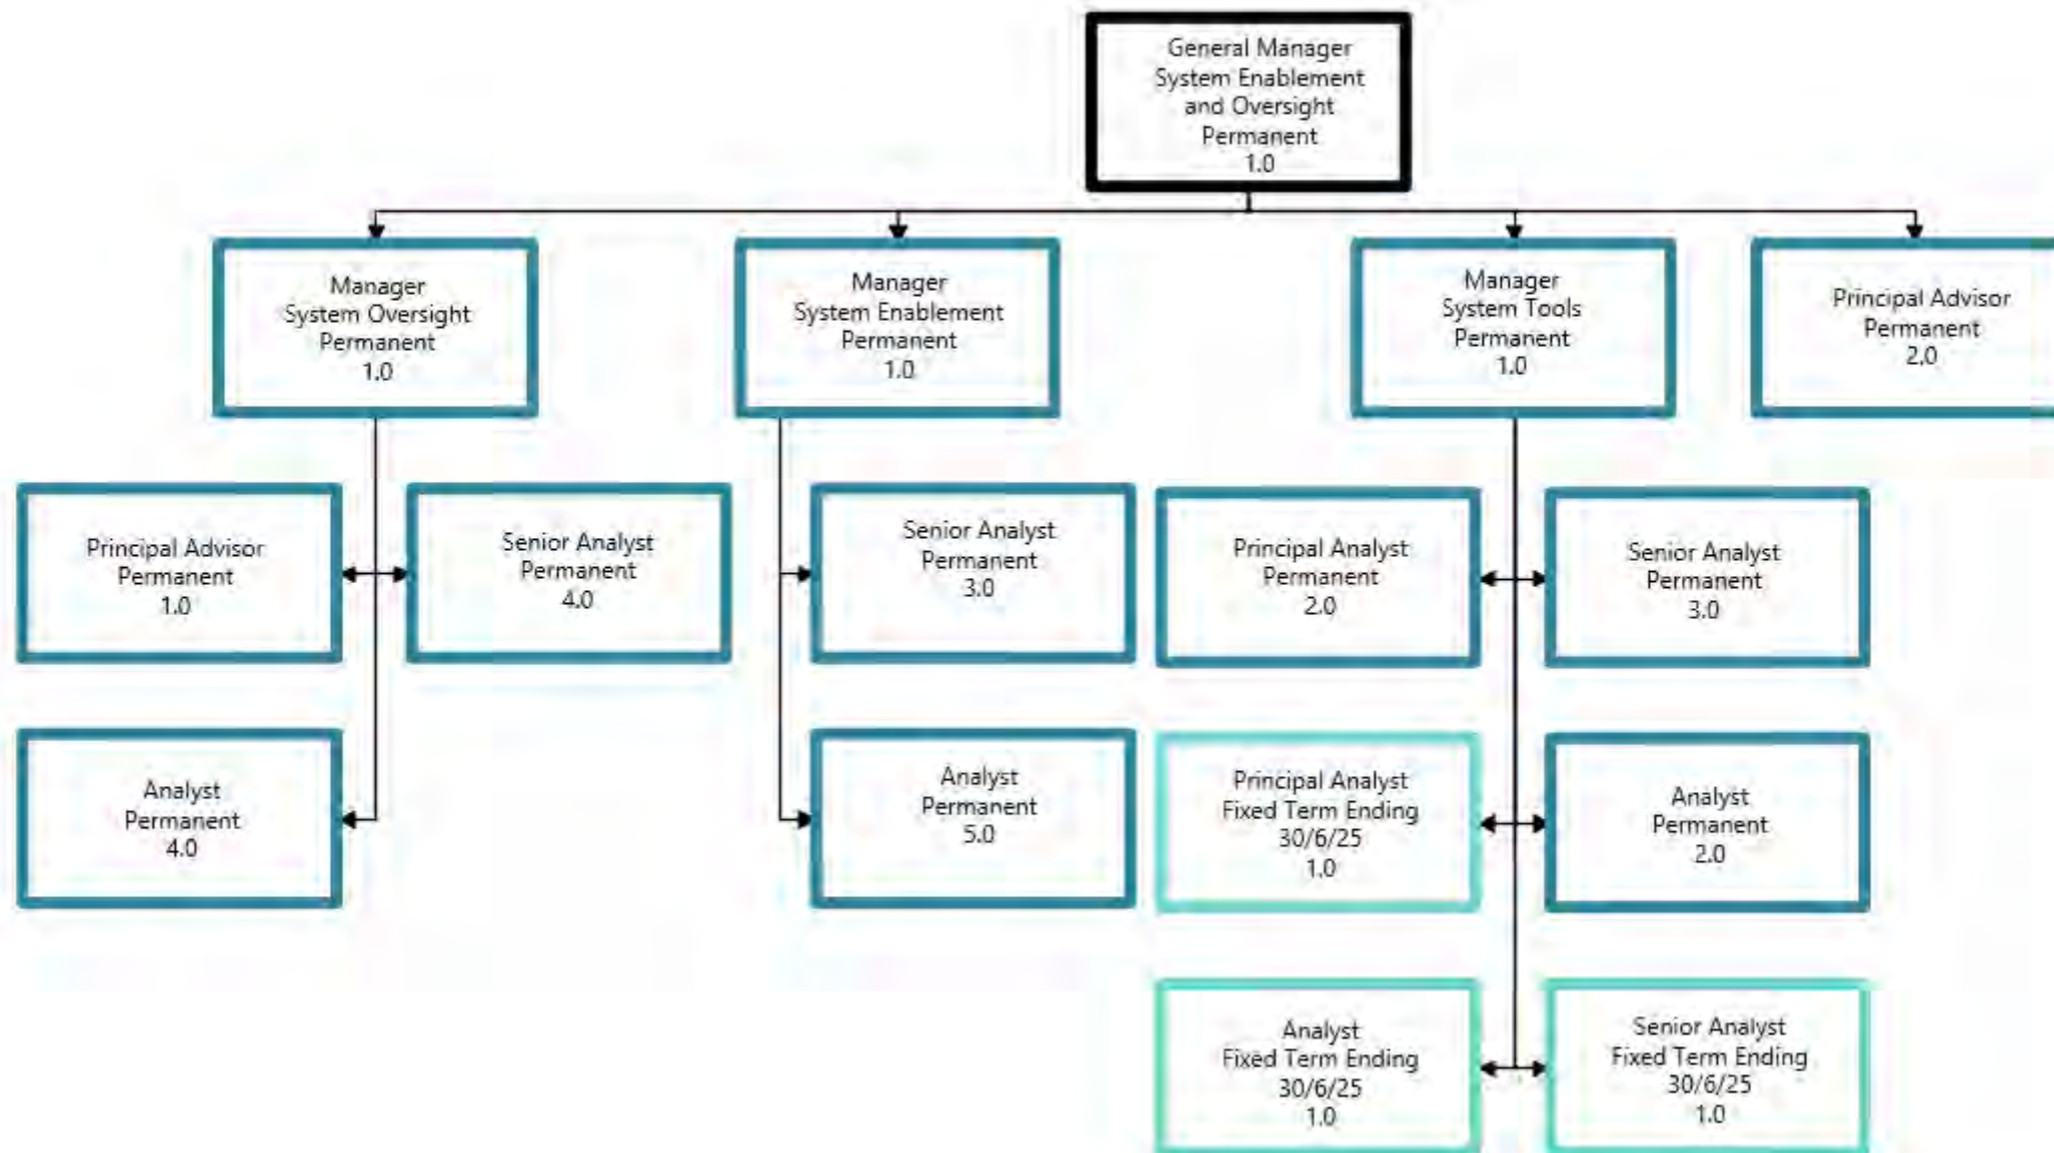 General Manager
System Enablement
and Oversight
Permanent
1.0
Manager
System Oversight
Permanent
1.0
Manager
System Enablement
Permanent
1.0
Manager
System Tools
Permanent
1.0
Principal Advisor
Permanent
2.0
Principal Advisor
Permanent
1.0
Senior Analyst
Permanent
4.0
Senior Analyst
Permanent
3.0
Principal Analyst
Permanent
2.0
Senior Analyst
Permanent
3.0
Analyst
Permanent
4.0
Analyst
Permanent
5.0
Principal Analyst
Fixed Term Ending
30/6/25
1.0
Analyst
Permanent
2.0
Analyst
Fixed Term Ending
30/6/25
1.0
Senior Analyst
Fixed Term Ending
30/6/25
1.0